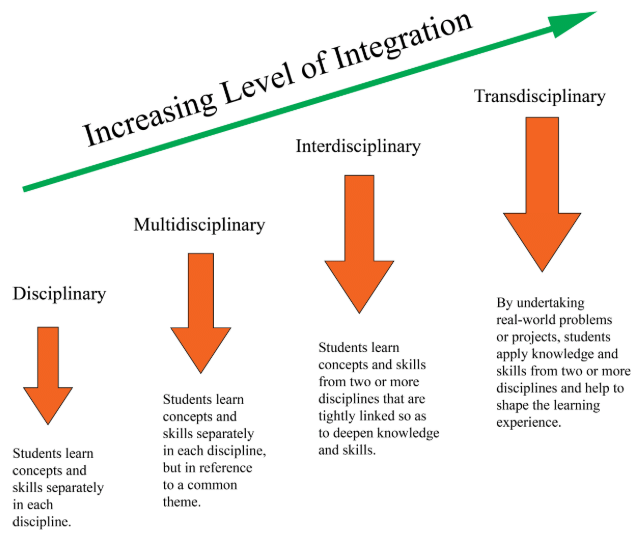 Increasing Level of Integration
Transdisciplinary
Interdisciplinary
Multidisciplinary
Disciplinary
Students learn
concepts and
skills separately
in each
discipline.
Students learn
concepts and
skills separately
in each discipline,
but in reference
to a common
theme.
Students learn
concepts and skills
from two or more
disciplines that are
tightly linked so as
to deepen knowledge
and skills.
By undertaking
real-world problems
or projects, students
apply knowledge and
skills from two or more
disciplines and help to
shape the learning
experience.